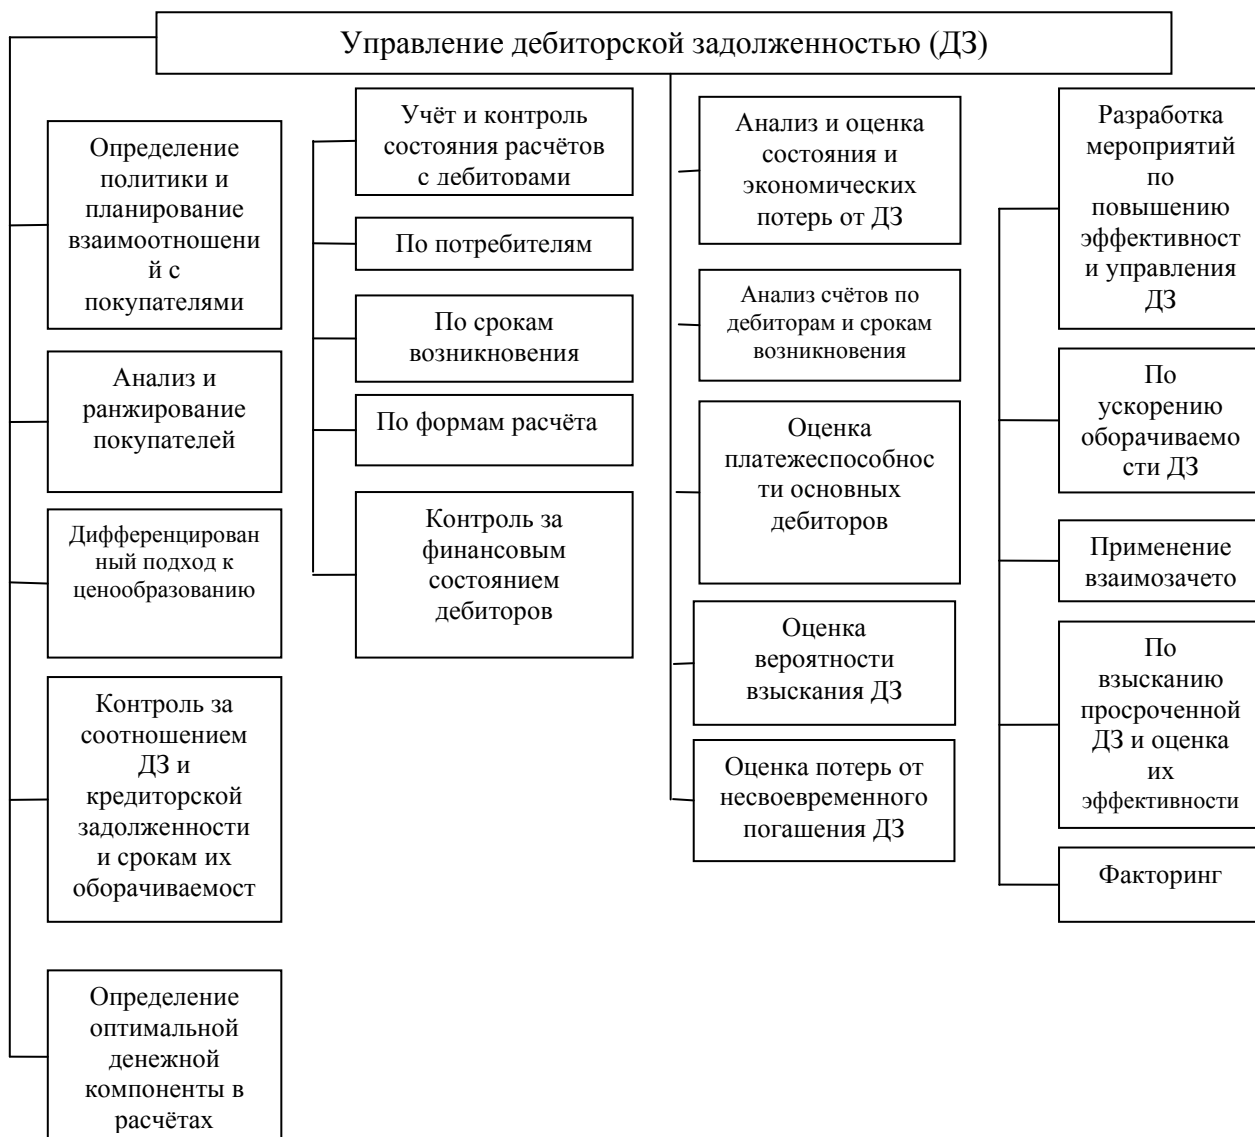 Управление дебиторской задолженностью (ДЗ)
Определение
политики и
планирование
взаимоотношени
й с
покупателями
Анализ и
ранжирование
покупателей
Дифференцирован
ный подход к
ценообразованию
Контроль за
соотношением
ДЗ и
кредиторской
задолженности
и срокам их
оборачиваемост
Определение
оптимальной
денежной
компоненты в
расчётах
Учёт и контроль
состояния расчётов
с дебиторами
По потребителям
По срокам
возникновения
По формам расчёта
Контроль за
финансовым
состоянием
дебиторов
Анализ и оценка
состояния и
экономических
потерь от ДЗ
Анализ счётов по
дебиторам и срокам
возникновения
Оценка
платежеспособнос
ти основных
дебиторов
Оценка
вероятности
взыскания ДЗ
Оценка потерь от
несвоевременного
погашения ДЗ
Разработка
мероприятий
по
повышению
эффективност
и управления
ДЗ
По
ускорению
оборачиваемо
сти ДЗ
Применение
взаимозачето
По
взысканию
просроченной
ДЗ и оценка
их
эффективности
Факторинг